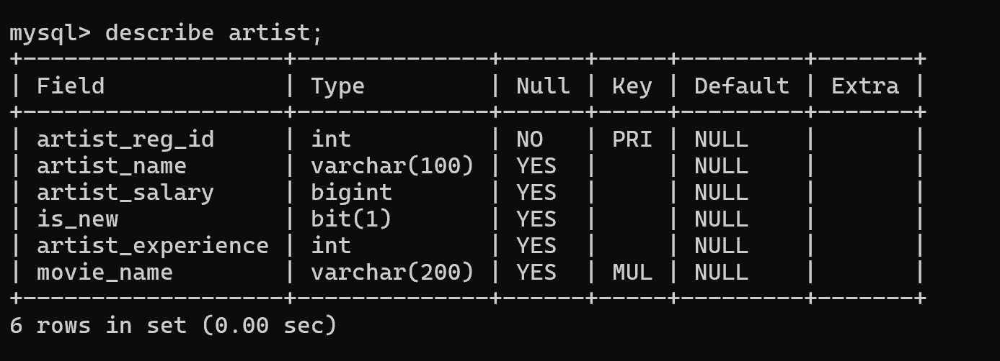 mysql> describe artist;
+-------------------+--------------+------+-----+---------+-------+
| Field             | Type         | Null | Key | Default | Extra |
+-------------------+--------------+------+-----+---------+-------+
| artist_reg_id     | int          | NO   | PRI | NULL    |       |
| artist_name       | varchar(100) | YES  |     | NULL    |       |
| artist_salary     | bigint       | YES  |     | NULL    |       |
| is_new            | bit(1)       | YES  |     | NULL    |       |
| artist_experience | int          | YES  |     | NULL    |       |
| movie_name        | varchar(200) | YES  | MUL | NULL    |       |
+-------------------+--------------+------+-----+---------+-------+
6 rows in set (0.00 sec)